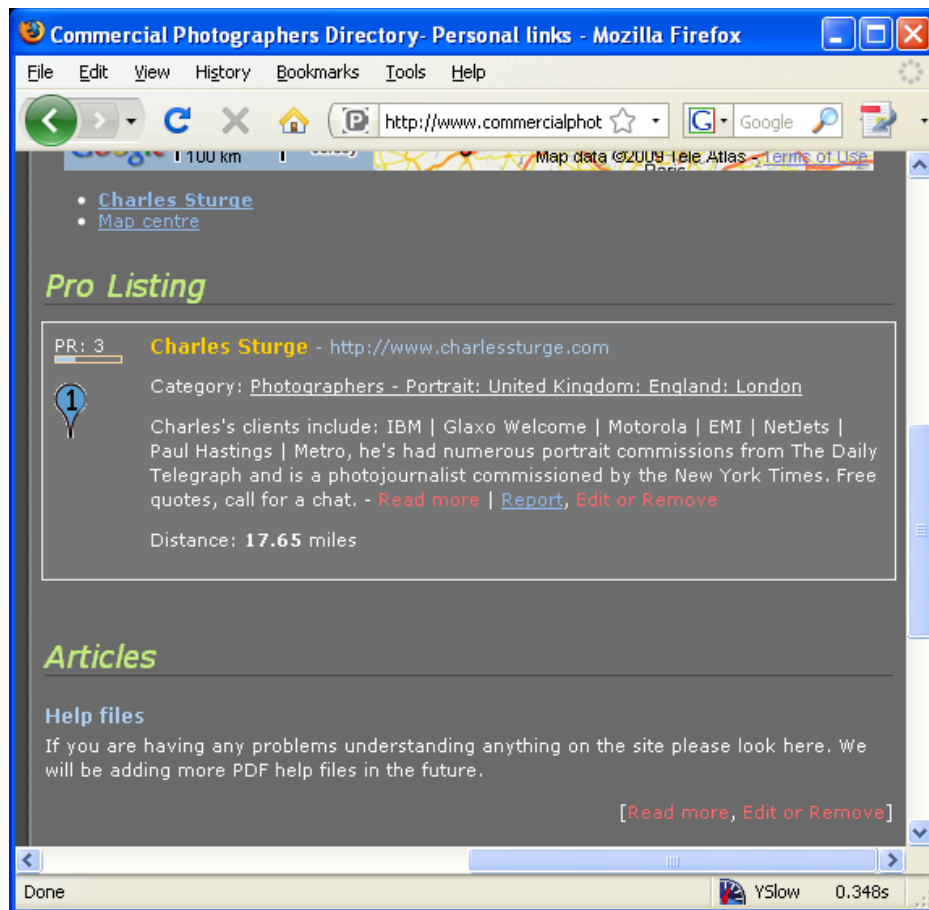 Commercial Photographers Directory- Personal links - Mozilla Firefox
File Edit View History Bookmarks Tools Help
http://www.commercialphot Google
100 km Map data ©2009 Tele Atlas - Terms of Use
Paris
Charles Sturge
Map centre
Pro Listing
PR: 3 Charles Sturge - http://www.charlessturge.com
1
Category: Photographers - Portrait: United Kingdom: England: London
Charles's clients include: IBM | Glaxo Welcome | Motorola | EMI | NetJets |
Paul Hastings | Metro, he's had numerous portrait commissions from The Daily
Telegraph and is a photojournalist commissioned by the New York Times. Free
quotes, call for a chat. - Read more | Report, Edit or Remove
Distance: 17.65 miles
Articles
Help files
If you are having any problems understanding anything on the site please look here. We
will be adding more PDF help files in the future.
[Read more, Edit or Remove]
Done YSlow 0.348s